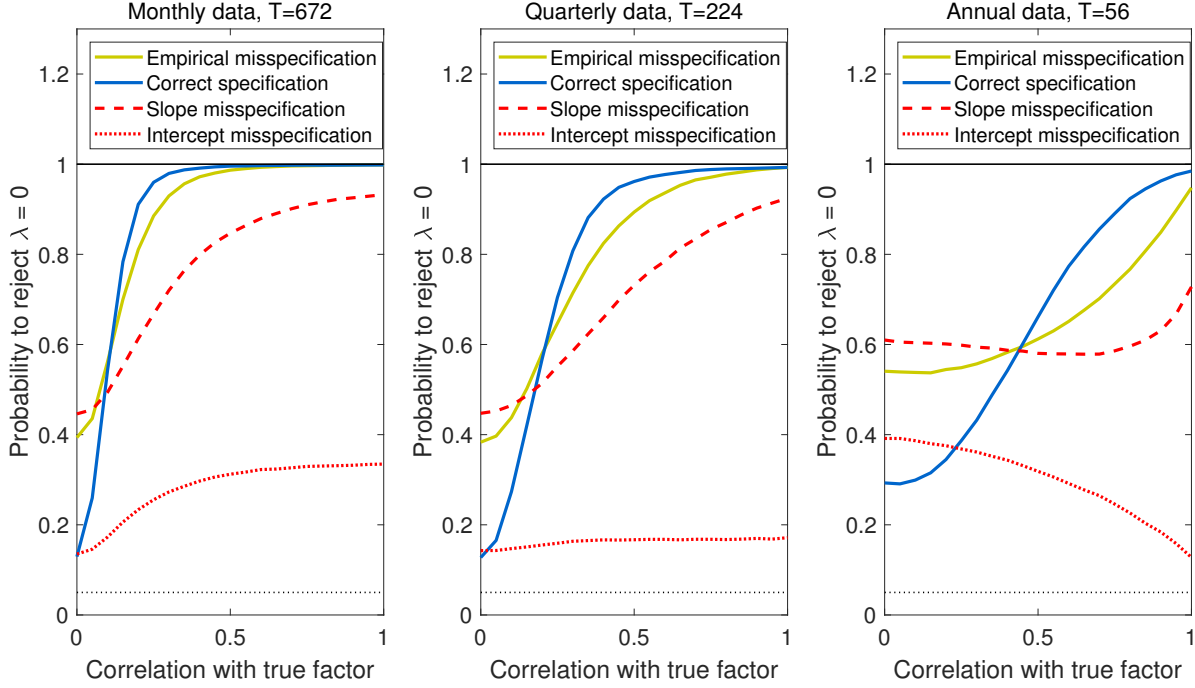 Monthly data, T=672
Empirical misspecification
Correct specification
Slope misspecification
Intercept misspecification
Probability to reject λ = 0
1.2
1
0.8
0.6
0.4
0.2
0
0
0.5
1
Correlation with true factor
Quarterly data, T=224
Empirical misspecification
Correct specification
Slope misspecification
Intercept misspecification
Probability to reject λ = 0
1.2
1
0.8
0.6
0.4
0.2
0
0
0.5
1
Correlation with true factor
Annual data, T=56
Empirical misspecification
Correct specification
Slope misspecification
Intercept misspecification
Probability to reject λ = 0
1.2
1
0.8
0.6
0.4
0.2
0
0
0.5
1
Correlation with true factor